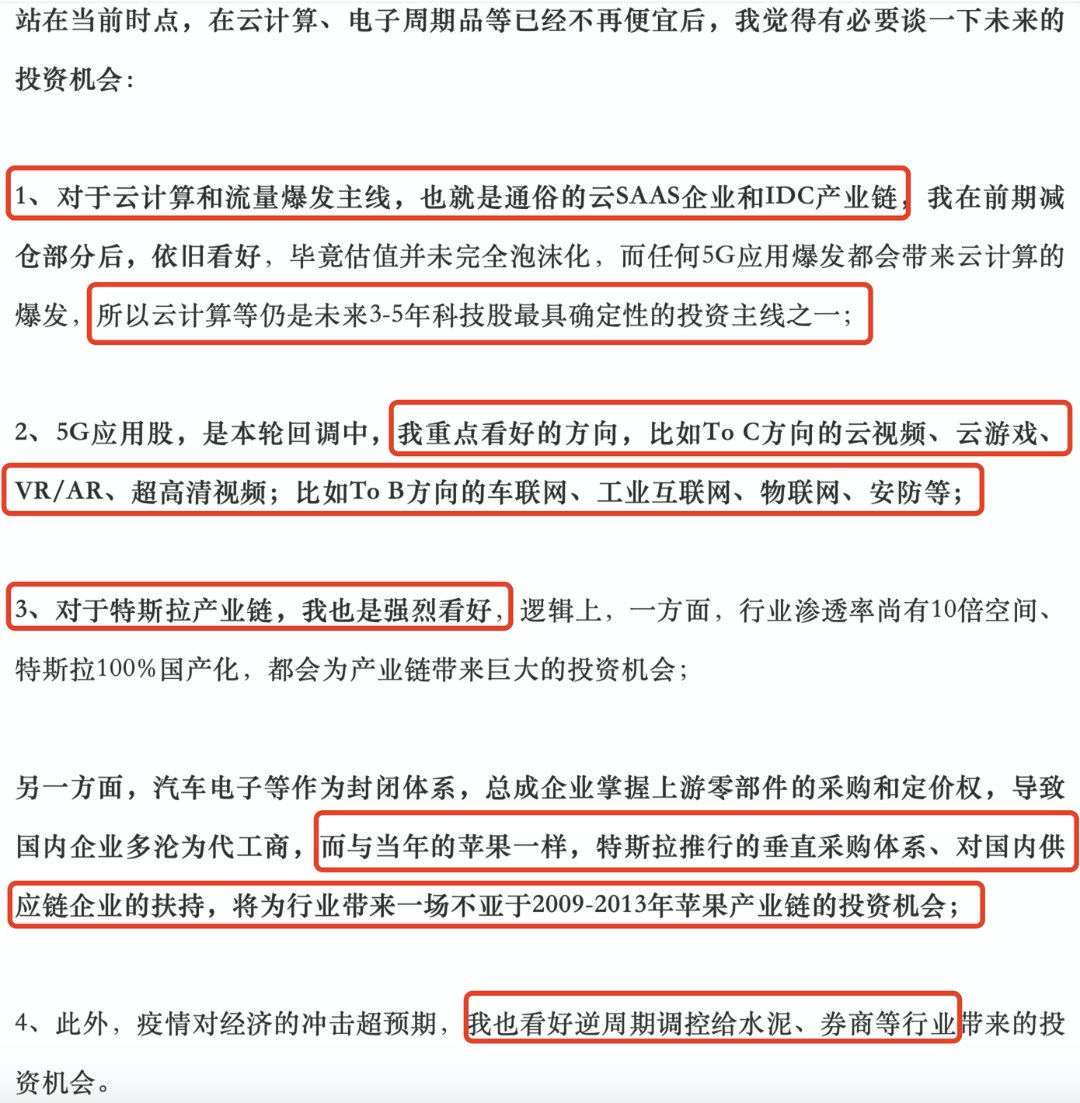 站在当前时点，在云计算、电子周期品等已经不再便宜后，我觉得有必要谈一下未来的
投资机会：
1、对于云计算和流量爆发主线，也就是通俗的云SAAS企业和IDC产业链，我在前期减
仓部分后，依旧看好，毕竟估值并未完全泡沫化，而任何5G应用爆发都会带来云计算的
爆发，所以云计算等仍是未来3-5年科技股最具确定性的投资主线之一；
2、5G应用股，是本轮回调中，我重点看好的方向，比如To C方向的云视频、云游戏、
VR/AR、超高清视频；比如To B方向的车联网、工业互联网、物联网、安防等；
3、对于特斯拉产业链，我也是强烈看好，逻辑上，一方面，行业渗透率尚有10倍空间、
特斯拉100%国产化，都会为产业链带来巨大的投资机会；
另一方面，汽车电子等作为封闭体系，总成企业掌握上游零部件的采购和定价权，导致
国内企业多沦为代工商，而与当年的苹果一样，特斯拉推行的垂直采购体系、对国内供
应链企业的扶持，将为行业带来一场不亚于2009-2013年苹果产业链的投资机会；
4、此外，疫情对经济的冲击超预期，我也看好逆周期调控给水泥、券商等行业带来的投
资机会。